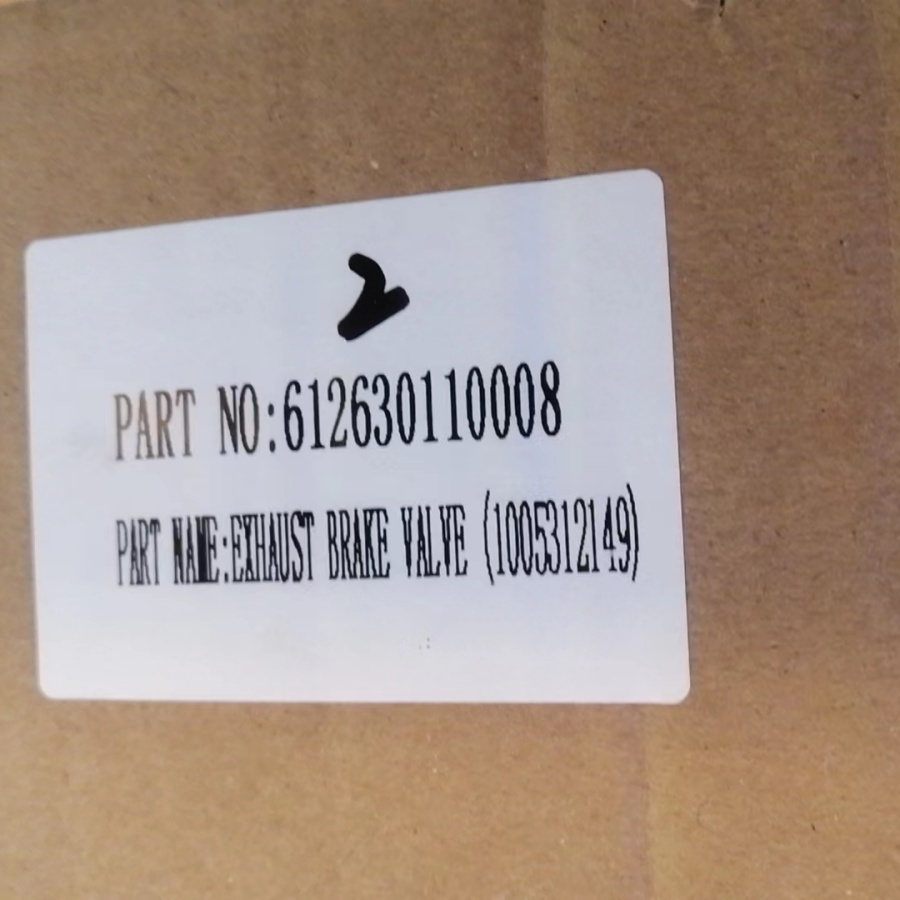 2
PART NO:612630110008
PART NAME:EXHAUST BRAKE VALVE (1005312149)